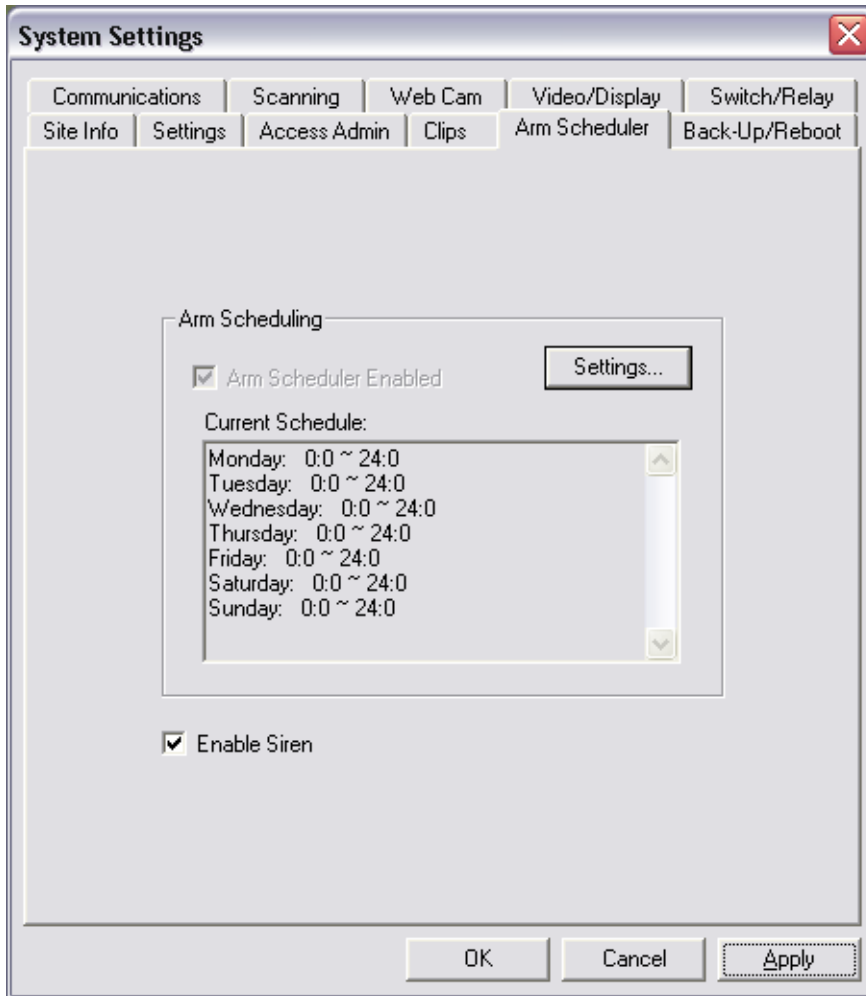 System Settings
Communications Scanning Web Cam Video/Display Switch/Relay
Site Info Settings Access Admin Clips Arm Scheduler Back-Up/Reboot
Arm Scheduling
Arm Scheduler Enabled Settings...
Current Schedule:
Monday: 0:0 ~ 24:0
Tuesday: 0:0 ~ 24:0
Wednesday: 0:0 ~ 24:0
Thursday: 0:0 ~ 24:0
Friday: 0:0 ~ 24:0
Saturday: 0:0 ~ 24:0
Sunday: 0:0 ~ 24:0
Enable Siren
OK Cancel Apply